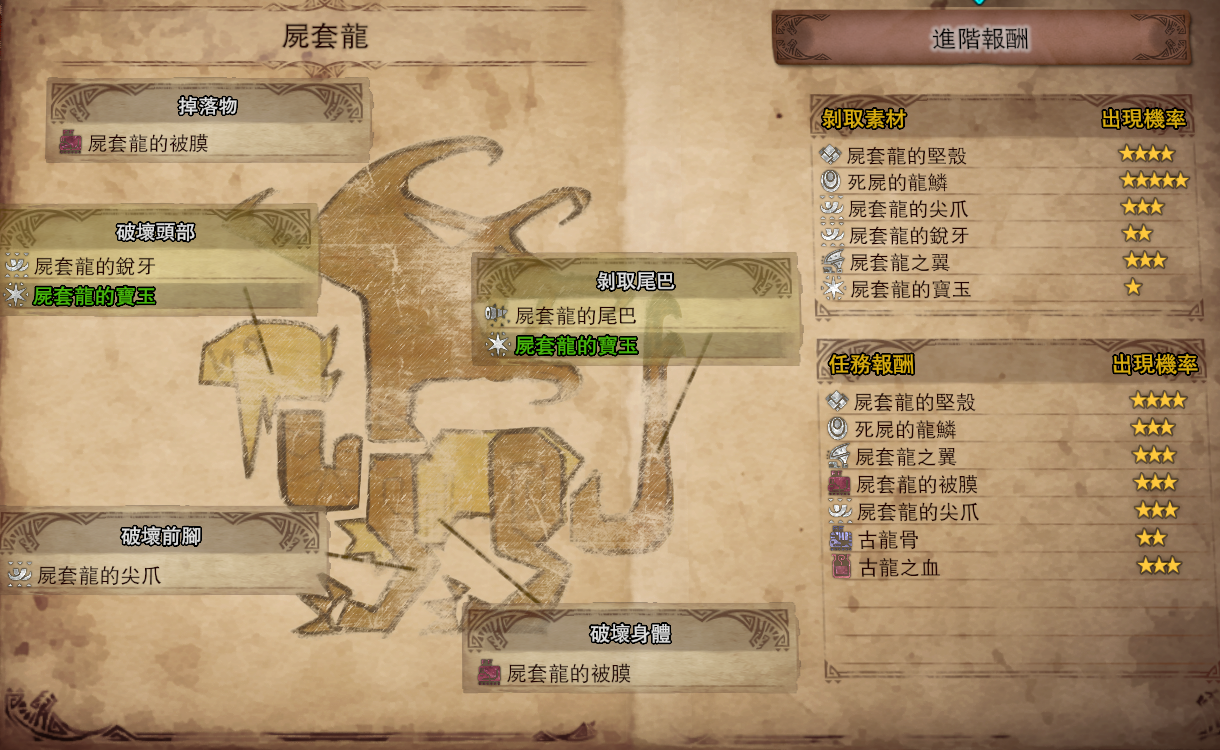 屍套龍
掉落物
屍套龍的被膜
破壞頭部
屍套龍的銳牙
屍套龍的寶玉
剝取尾巴
屍套龍的尾巴
屍套龍的寶玉
破壞前腳
屍套龍的尖爪
破壞身體
屍套龍的被膜
進階報酬
剝取素材 出現機率
屍套龍的堅殼
死屍的龍鱗
屍套龍的尖爪
屍套龍的銳牙
屍套龍之翼
屍套龍的寶玉
任務報酬 出現機率
屍套龍的堅殼
死屍的龍鱗
屍套龍之翼
屍套龍的被膜
屍套龍的尖爪
古龍骨
古龍之血